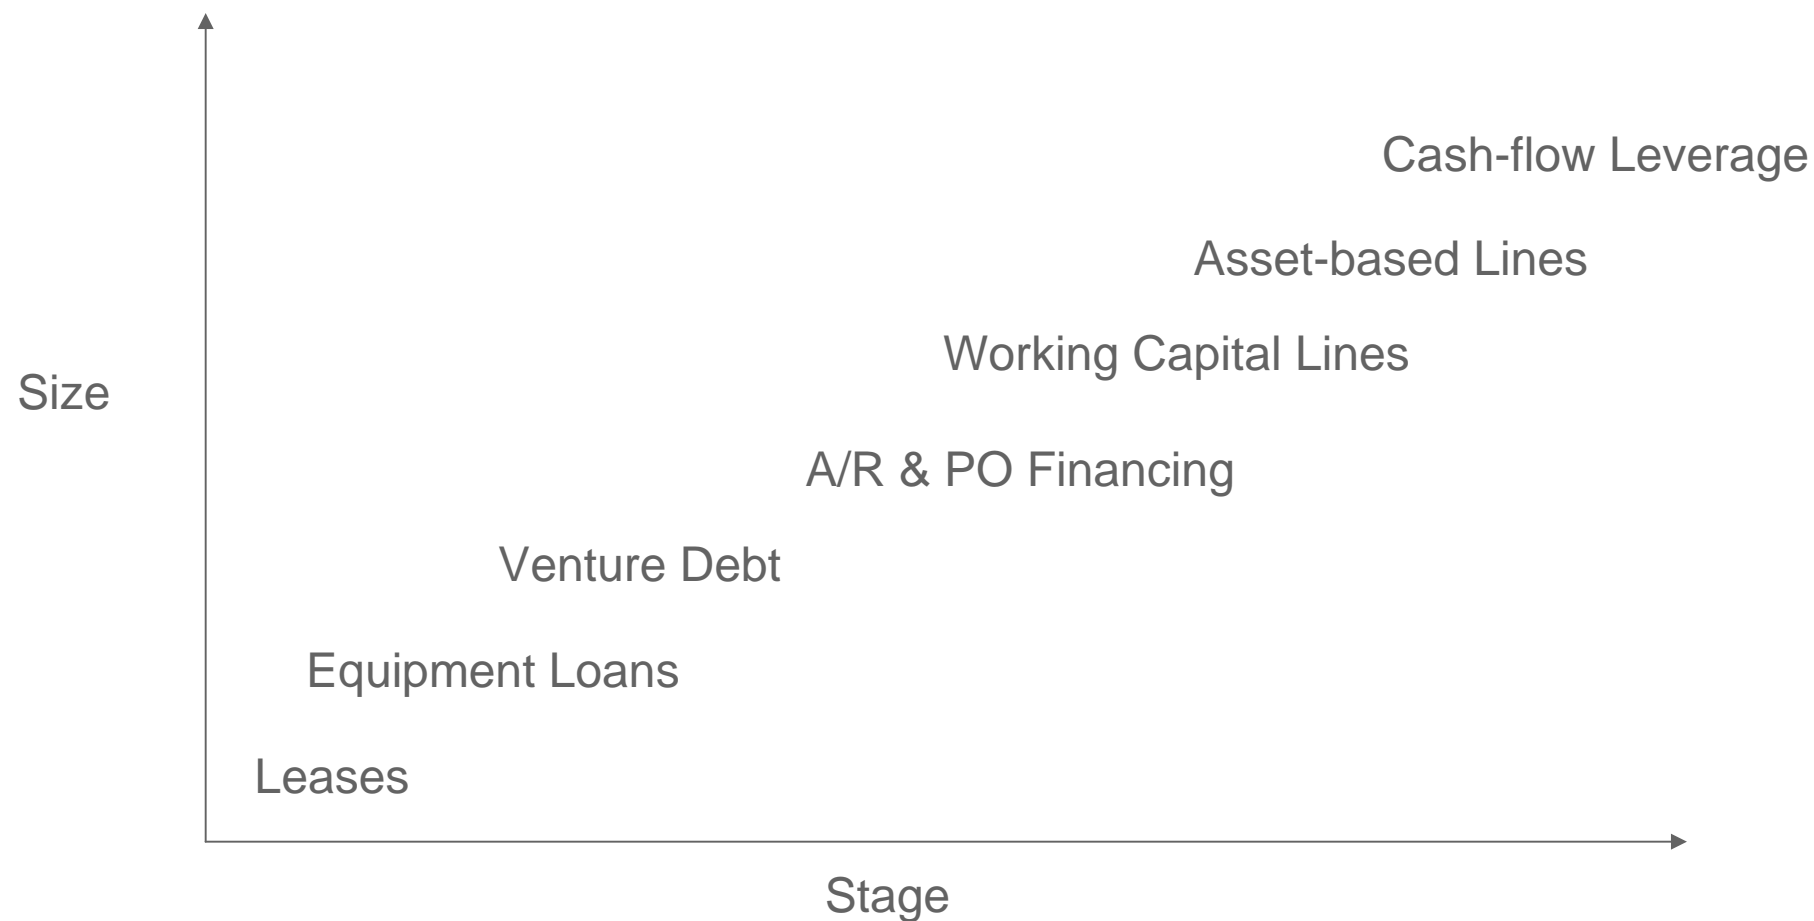 Cash-flow Leverage
Asset-based Lines
Working Capital Lines
Size
A/R & PO Financing
Venture Debt
Equipment Loans
Leases
Stage